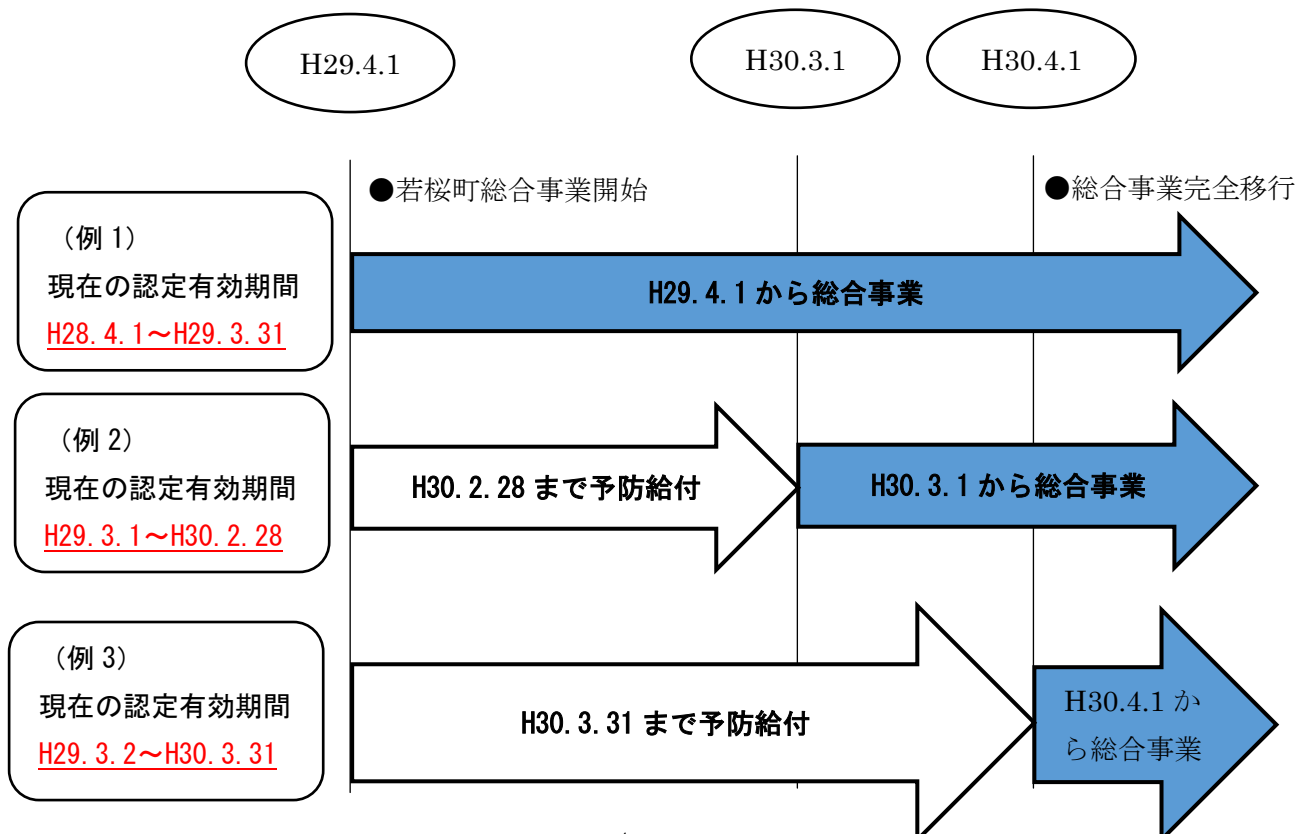 H29.4.1
H30.3.1
H30.4.1
●若桜町総合事業開始
●総合事業完全移行
（例 1）
現在の認定有効期間
H28.4.1～H29.3.31
H29.4.1 から総合事業
（例 2）
現在の認定有効期間
H29.3.1～H30.2.28
H30.2.28 まで予防給付
H30.3.1 から総合事業
（例 3）
現在の認定有効期間
H29.3.2～H30.3.31
H30.3.31 まで予防給付
H30.4.1 か
ら総合事業